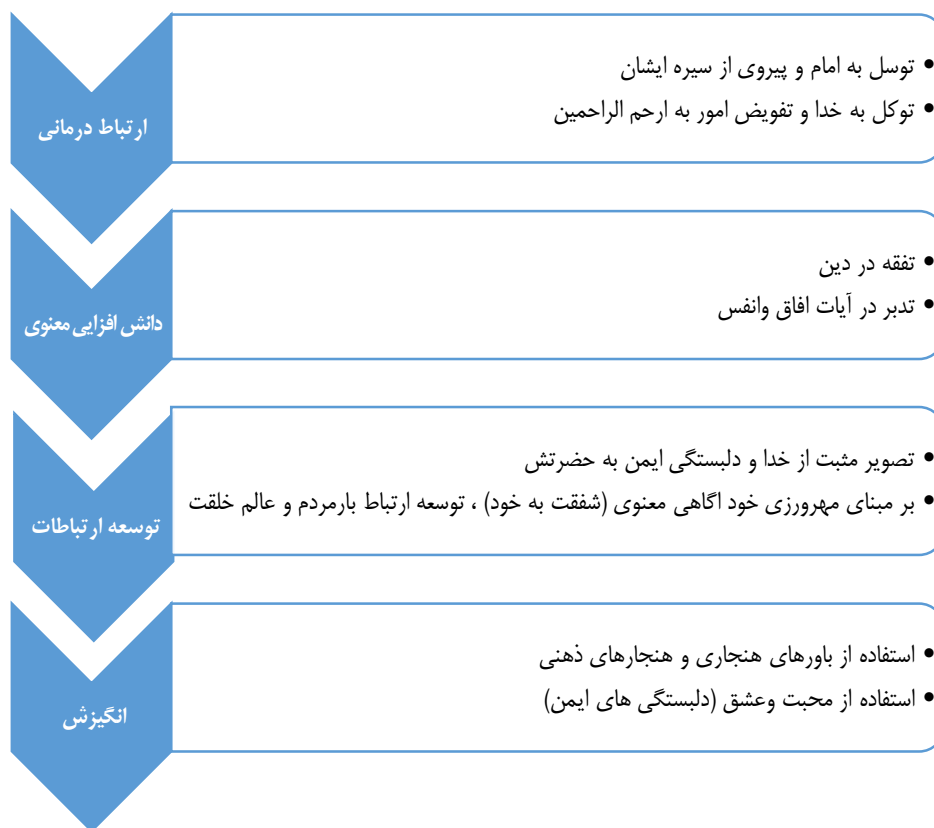 ارتباط درمانی
• توسل به امام و پیروی از سیره ایشان
• توکل به خدا و تفویض امور به ارحم الراحمین
دانش افزایی معنوی
• تفقه در دین
• تدبر در آیات افاق وانفس
توسعه ارتباطات
• تصویر مثبت از خدا و دلبستگی ایمن به حضرتش
• بر مبنای مهرورزی خود اگاهی معنوی (شفقت به خود) ، توسعه ارتباط بارمردم و عالم خلقت
انگیزش
• استفاده از باورهای هنجاری و هنجارهای ذهنی
• استفاده از محبت وعشق (دلبستگی های ایمن)